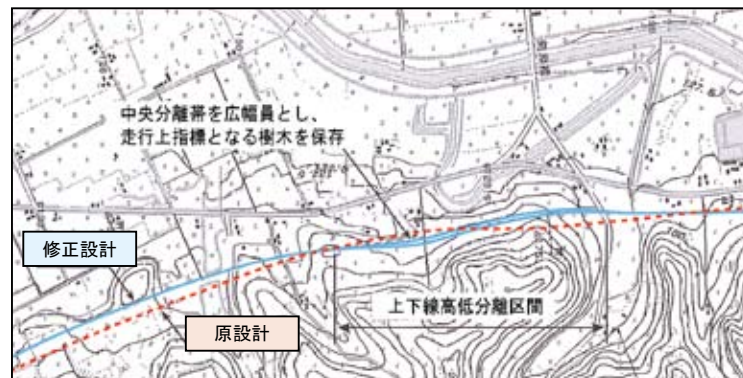 中央分離帯を広幅員とし、
走行上指標となる樹木を保存
修正設計
原設計
上下線高低分離区間